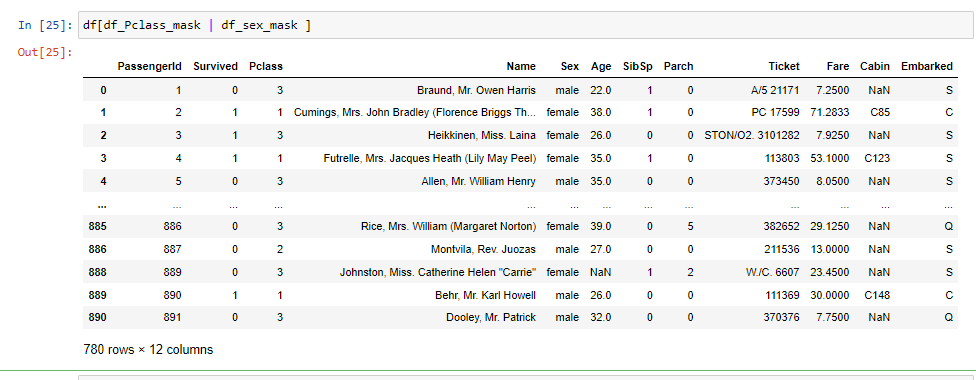 In [25]: df[df_Pclass_mask | df_sex_mask ]
Out[25]:
PassengerId Survived Pclass Name Sex Age SibSp Parch Ticket Fare Cabin Embarked
0 1 0 3 Braund, Mr. Owen Harris male 22.0 1 0 A/5 21171 7.2500 NaN S
1 2 1 1 Cumings, Mrs. John Bradley (Florence Briggs Th... female 38.0 1 0 PC 17599 71.2833 C85 C
2 3 1 3 Heikkinen, Miss. Laina female 26.0 0 0 STON/O2. 3101282 7.9250 NaN S
3 4 1 1 Futrelle, Mrs. Jacques Heath (Lily May Peel) female 35.0 1 0 113803 53.1000 C123 S
4 5 0 3 Allen, Mr. William Henry male 35.0 0 0 373450 8.0500 NaN S
... ... ... ... ... ... ... ... ... ... ... ... ...
885 886 0 3 Rice, Mrs. William (Margaret Norton) female 39.0 0 5 382652 29.1250 NaN Q
886 887 0 2 Montvila, Rev. Juozas male 27.0 0 0 211536 13.0000 NaN S
888 889 0 3 Johnston, Miss. Catherine Helen "Carrie" female NaN 1 2 W./C. 6607 23.4500 NaN S
889 890 1 1 Behr, Mr. Karl Howell male 26.0 0 0 111369 30.0000 C148 C
890 891 0 3 Dooley, Mr. Patrick male 32.0 0 0 370376 7.7500 NaN Q
780 rows × 12 columns